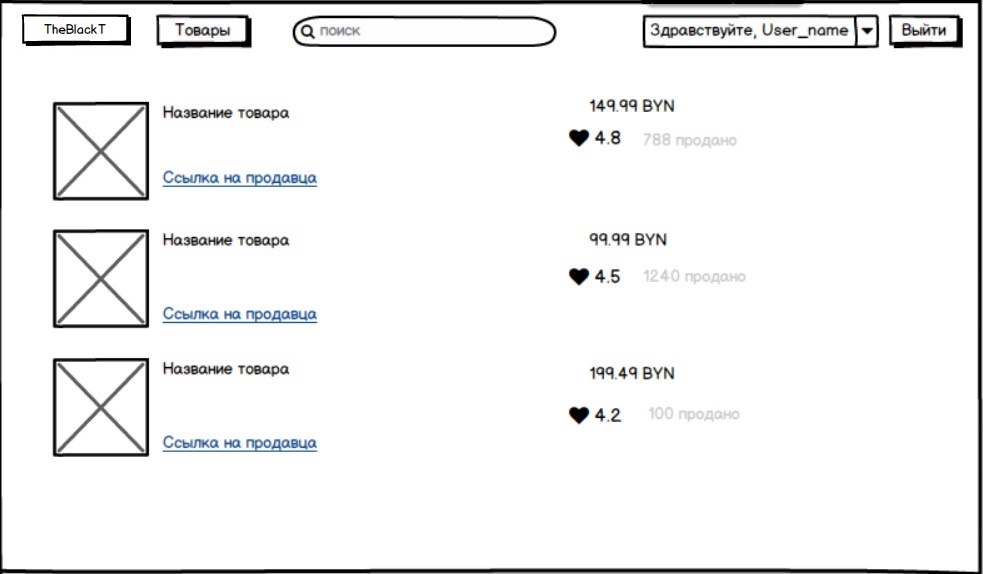 TheBlackT
Товары
поиск
Здравствуйте, User_name
Выйти
Название товара
149.99 BYN
4.8
788 продано
Ссылка на продавца
Название товара
99.99 BYN
4.5
1240 продано
Ссылка на продавца
Название товара
199.49 BYN
4.2
100 продано
Ссылка на продавца